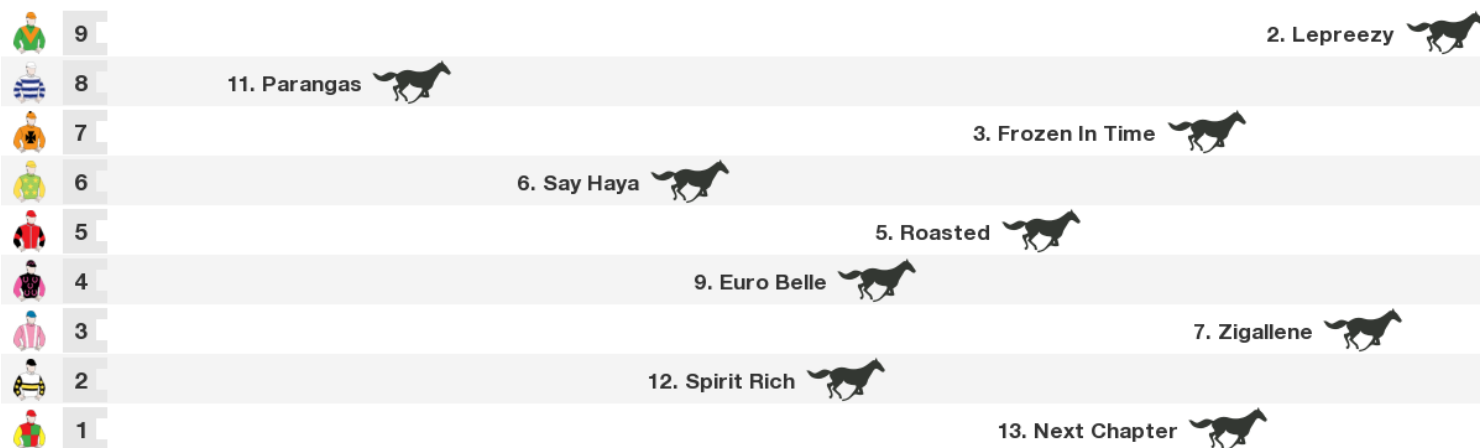 9 2. Lepreezy
8 11. Parangas
7 3. Frozen In Time
6 6. Say Haya
5 5. Roasted
4 9. Euro Belle
3 7. Zigallene
2 12. Spirit Rich
1 13. Next Chapter